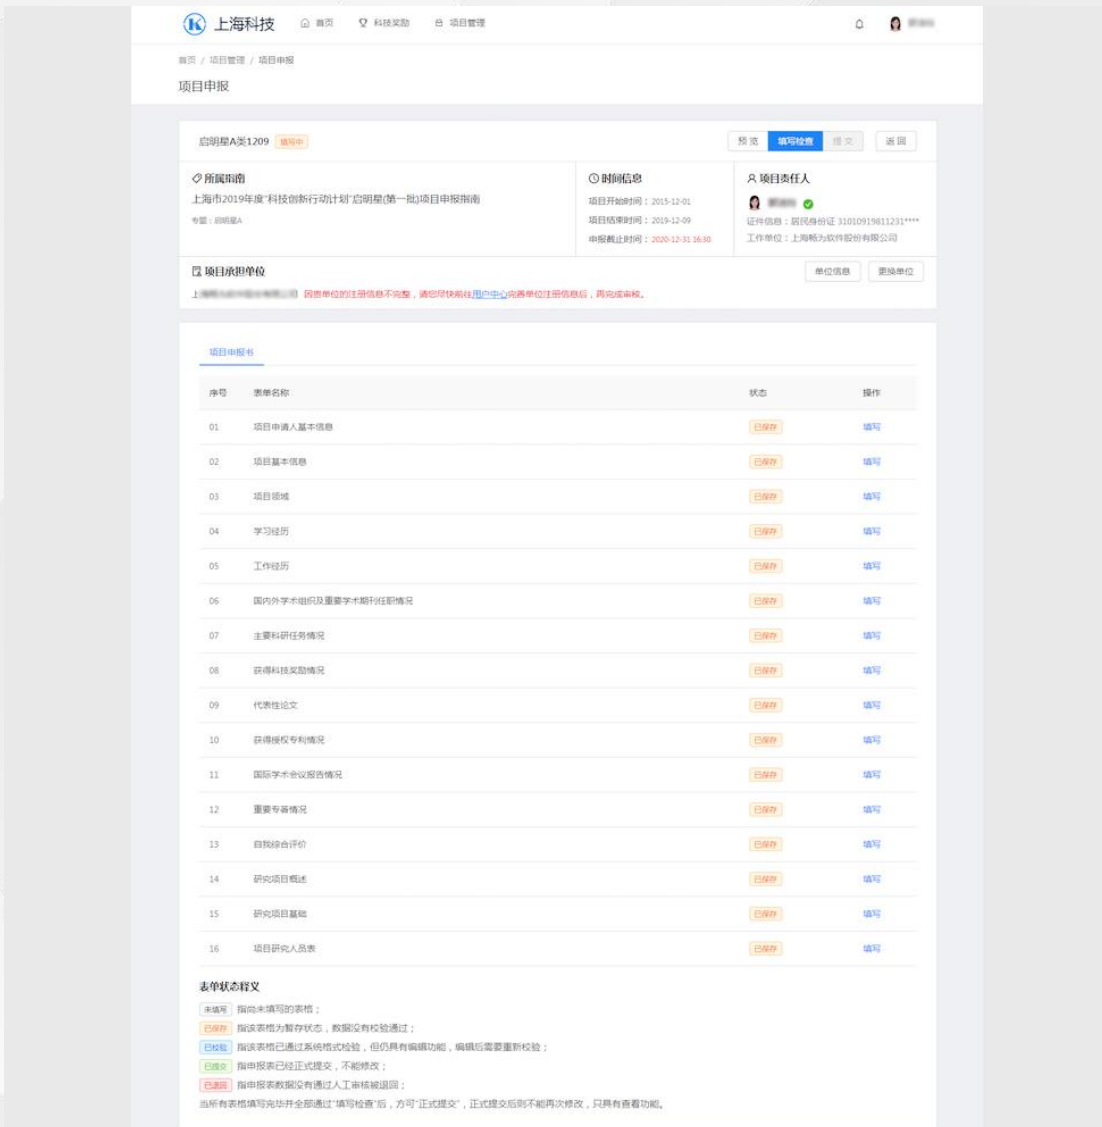 上海科技 首页 科技奖励 项目管理
首页 / 项目管理 / 项目申报
项目申报
启明星A类1209 填写中 预 览 填写检查 提 交 返 回
所属指南
上海市2019年度“科技创新行动计划”启明星(第一批)项目申报指南
专题：启明星A
时间信息
项目开始时间：2015-12-01
项目结束时间：2019-12-09
申报截止时间：2020-12-31 16:30
项目责任人
证件信息：居民身份证 31010919811231****
工作单位：上海畅为软件股份有限公司
项目承担单位 单位信息 更换单位
因贵单位的注册信息不完整，请您尽快前往用户中心完善单位注册信息后，再完成审核。
项目申报书
序号 表单名称 状态 操作
01 项目申请人基本信息 已保存 填写
02 项目基本信息 已保存 填写
03 项目领域 已保存 填写
04 学习经历 已保存 填写
05 工作经历 已保存 填写
06 国内外学术组织及重要学术期刊任职情况 已保存 填写
07 主要科研任务情况 已保存 填写
08 获得科技奖励情况 已保存 填写
09 代表性论文 已保存 填写
10 获得授权专利情况 已保存 填写
11 国际学术会议报告情况 已保存 填写
12 重要专著情况 已保存 填写
13 自我综合评价 已保存 填写
14 研究项目概述 已保存 填写
15 研究项目基础 已保存 填写
16 项目研究人员表 已保存 填写
表单状态释义
未填写 指尚未填写的表格；
已保存 指该表格为暂存状态，数据没有校验通过；
已校验 指该表格已通过系统格式检验，但仍具有编辑功能，编辑后需要重新校验；
已提交 指申报表已经正式提交，不能修改；
已退回 指申报表数据没有通过人工审核被退回；
当所有表格填写完毕并全部通过“填写检查”后，方可“正式提交”，正式提交后则不能再次修改，只具有查看功能。